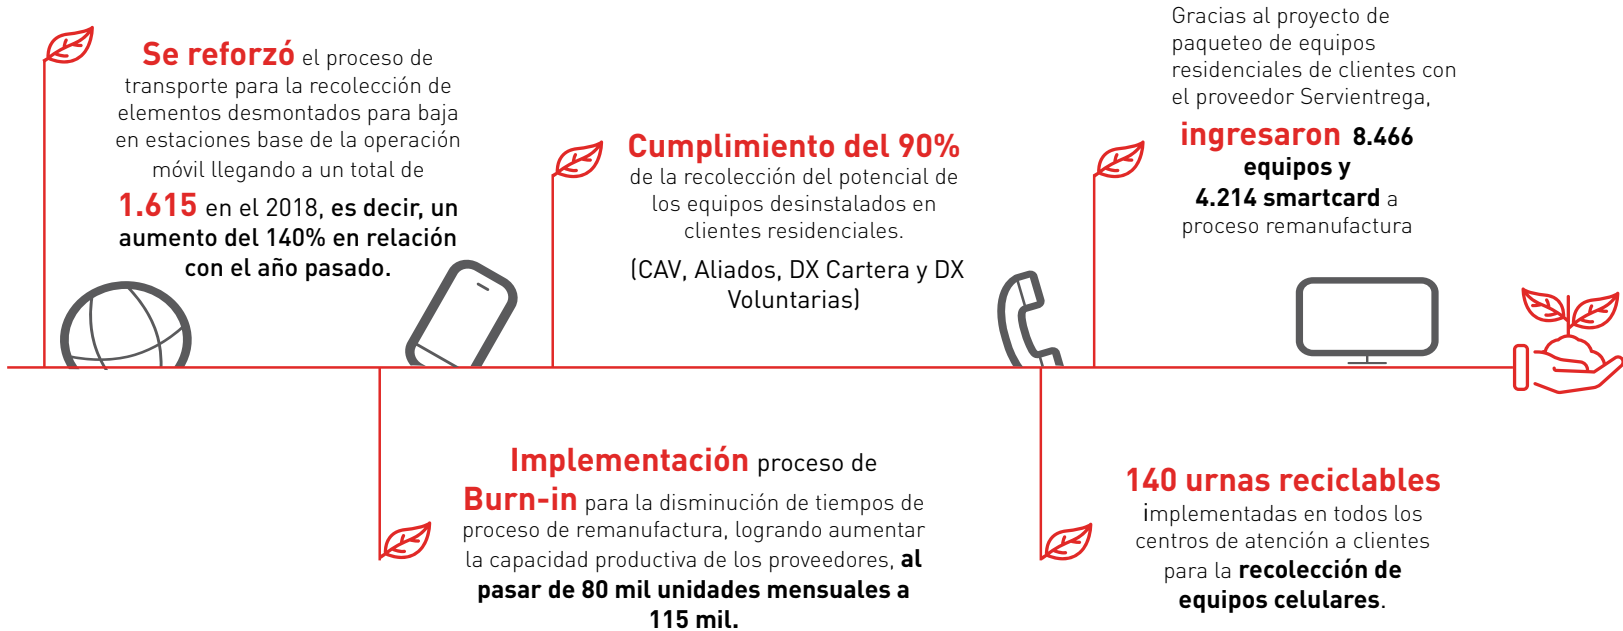 Se reforzó el proceso de
transporte para la recolección de
elementos desmontados para baja
en estaciones base de la operación
móvil llegando a un total de
1.615 en el 2018, es decir, un
aumento del 140% en relación
con el año pasado.
Implementación proceso de
Burn-in para la disminución de tiempos de
proceso de remanufactura, logrando aumentar
la capacidad productiva de los proveedores, al
pasar de 80 mil unidades mensuales a
115 mil.
Cumplimiento del 90%
de la recolección del potencial de
los equipos desinstalados en
clientes residenciales.
(CAV, Aliados, DX Cartera y DX
Voluntarias)
140 urnas reciclables
implementadas en todos los
centros de atención a clientes
para la recolección de
equipos celulares.
Gracias al proyecto de
paqueteo de equipos
residenciales de clientes con
el proveedor Servientrega,
ingresaron 8.466
equipos y
4.214 smartcard a
proceso remanufactura